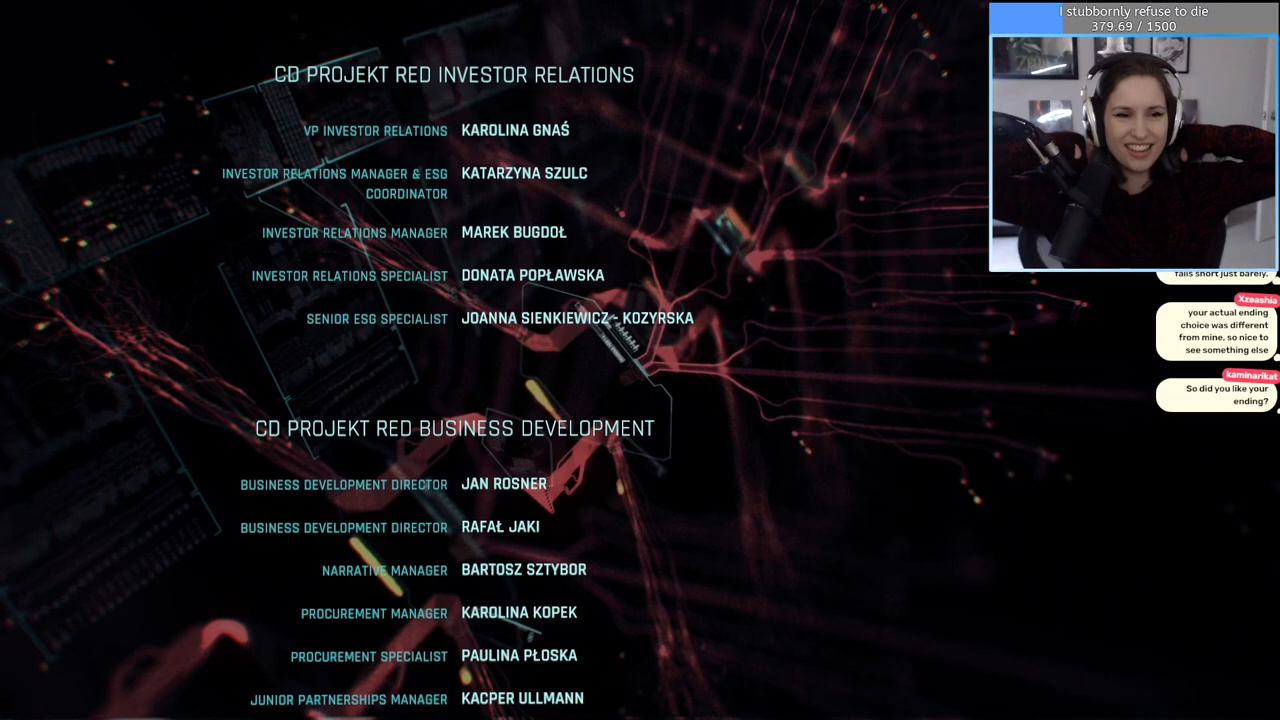 I stubbornly refuse to die
379.69 / 1500
CD PROJEKT RED INVESTOR RELATIONS
VP INVESTOR RELATIONS KAROLINA GNAŚ
INVESTOR RELATIONS MANAGER & ESG COORDINATOR KATARZYNA SZULC
INVESTOR RELATIONS MANAGER MAREK BUGDOŁ
INVESTOR RELATIONS SPECIALIST DONATA POPŁAWSKA
SENIOR ESG SPECIALIST JOANNA SIENKIEWICZ - KOZYRSKA
CD PROJEKT RED BUSINESS DEVELOPMENT
BUSINESS DEVELOPMENT DIRECTOR JAN ROSNER
BUSINESS DEVELOPMENT DIRECTOR RAFAŁ JAKI
NARRATIVE MANAGER BARTOSZ SZTYBOR
PROCUREMENT MANAGER KAROLINA KOPEK
PROCUREMENT SPECIALIST PAULINA PŁOSKA
JUNIOR PARTNERSHIPS MANAGER KACPER ULLMANN
falls short just barely.
Xzeashia
your actual ending
choice was different
from mine, so nice to
see something else
kaminarikat
So did you like your
ending?